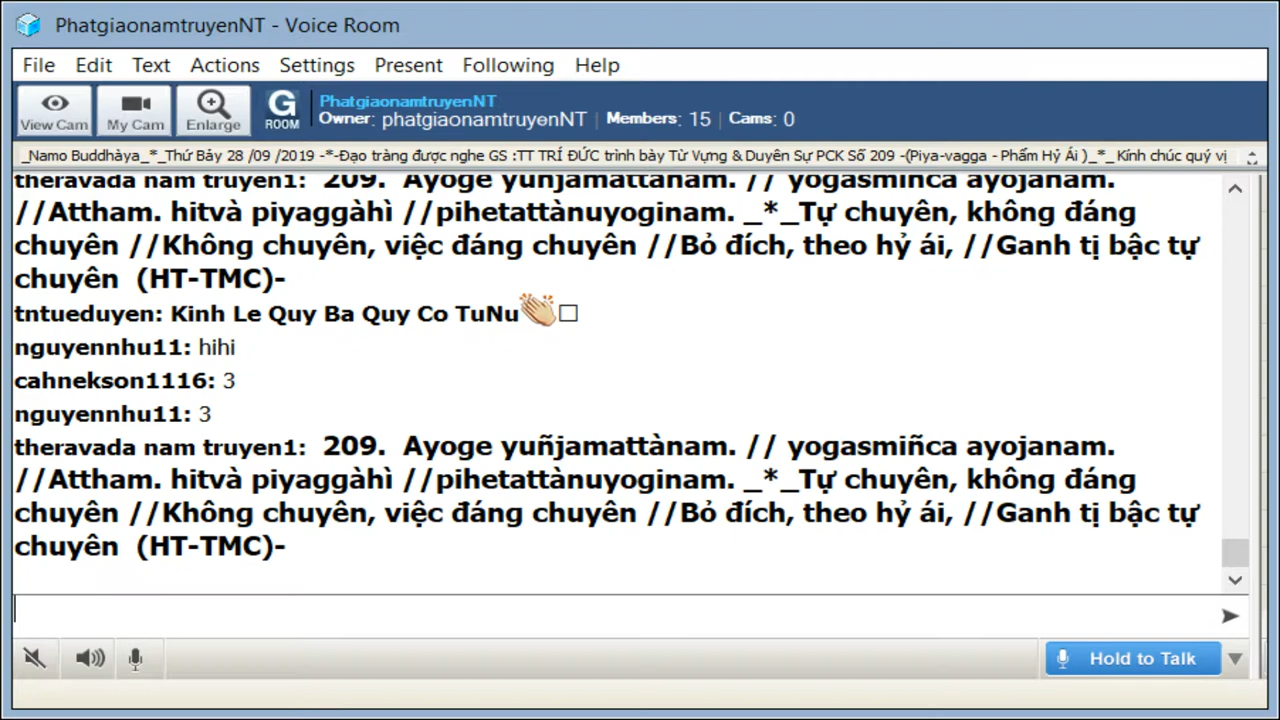 PhatgiaonamtruyenNT - Voice Room
File Edit Text Actions Settings Present Following Help
View Cam My Cam Enlarge G ROOM PhatgiaonamtruyenNT
Owner: phatgiaonamtruyenNT | Members: 15 | Cams: 0
_Namo Buddhàya_*_Thứ Bảy 28 /09 /2019 -*-Đạo tràng được nghe GS :TT TRÍ ĐỨC trình bày Từ Vựng & Duyên Sự PCK Số 209 -(Piya-vagga - Phẩm Hỷ Ái )_*_ Kính chúc quý vị
theravada nam truyen1: 209. Ayoge yuñjamattànam. // yogasmiñca ayojanam.
//Attham. hitvà piyaggàhì //pihetattànuyoginam. _*_Tự chuyên, không đáng
chuyên //Không chuyên, việc đáng chuyên //Bỏ đích, theo hỷ ái, //Ganh tị bậc tự
chuyên (HT-TMC)-
tntueduyen: Kinh Le Quy Ba Quy Co TuNu👏□
nguyennhu11: hihi
cahnekson1116: 3
nguyennhu11: 3
theravada nam truyen1: 209. Ayoge yuñjamattànam. // yogasmiñca ayojanam.
//Attham. hitvà piyaggàhì //pihetattànuyoginam. _*_Tự chuyên, không đáng
chuyên //Không chuyên, việc đáng chuyên //Bỏ đích, theo hỷ ái, //Ganh tị bậc tự
chuyên (HT-TMC)-
Hold to Talk